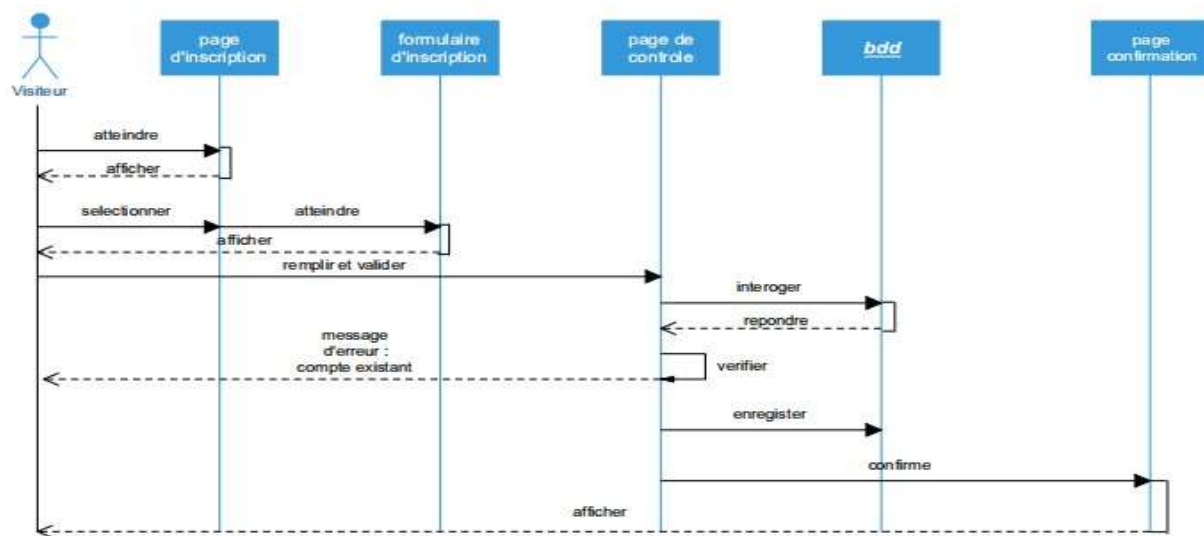 page
d'inscription
formulaire
d'inscription
page de
controle
bdd
page
confirmation
Visiteur
atteindre
afficher
selectionner
atteindre
afficher
remplir et valider
interoger
repondre
message
d'erreur :
compte existant
verifier
enregister
confirme
afficher